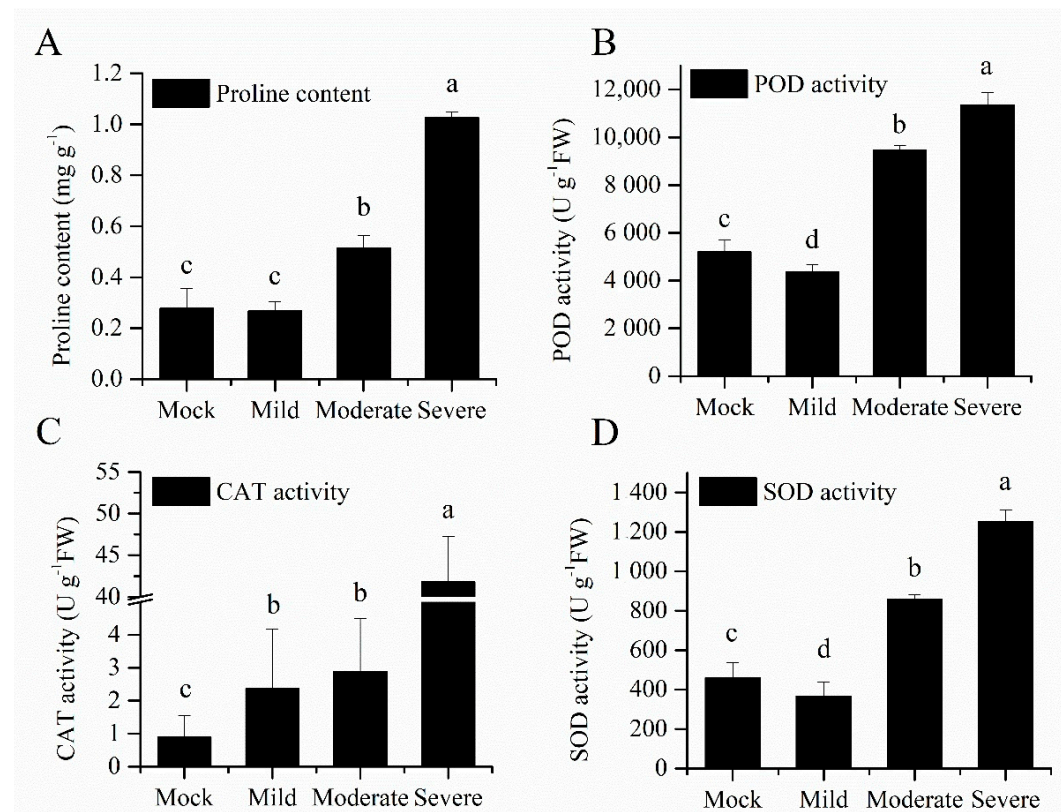 A
Proline content
Proline content (mg g⁻¹)
1.2
1.0
0.8
0.6
0.4
0.2
0.0
c
c
b
a
Mock Mild Moderate Severe
B
POD activity
POD activity (U g⁻¹FW)
12,000
10,000
8 000
6 000
4 000
2 000
0
c
d
b
a
Mock Mild Moderate Severe
C
CAT activity
CAT activity (U g⁻¹FW)
55
50
45
40
4
3
2
1
0
c
b
b
a
Mock Mild Moderate Severe
D
SOD activity
SOD activity (U g⁻¹FW)
1 400
1 200
1 000
800
600
400
200
0
c
d
b
a
Mock Mild Moderate Severe